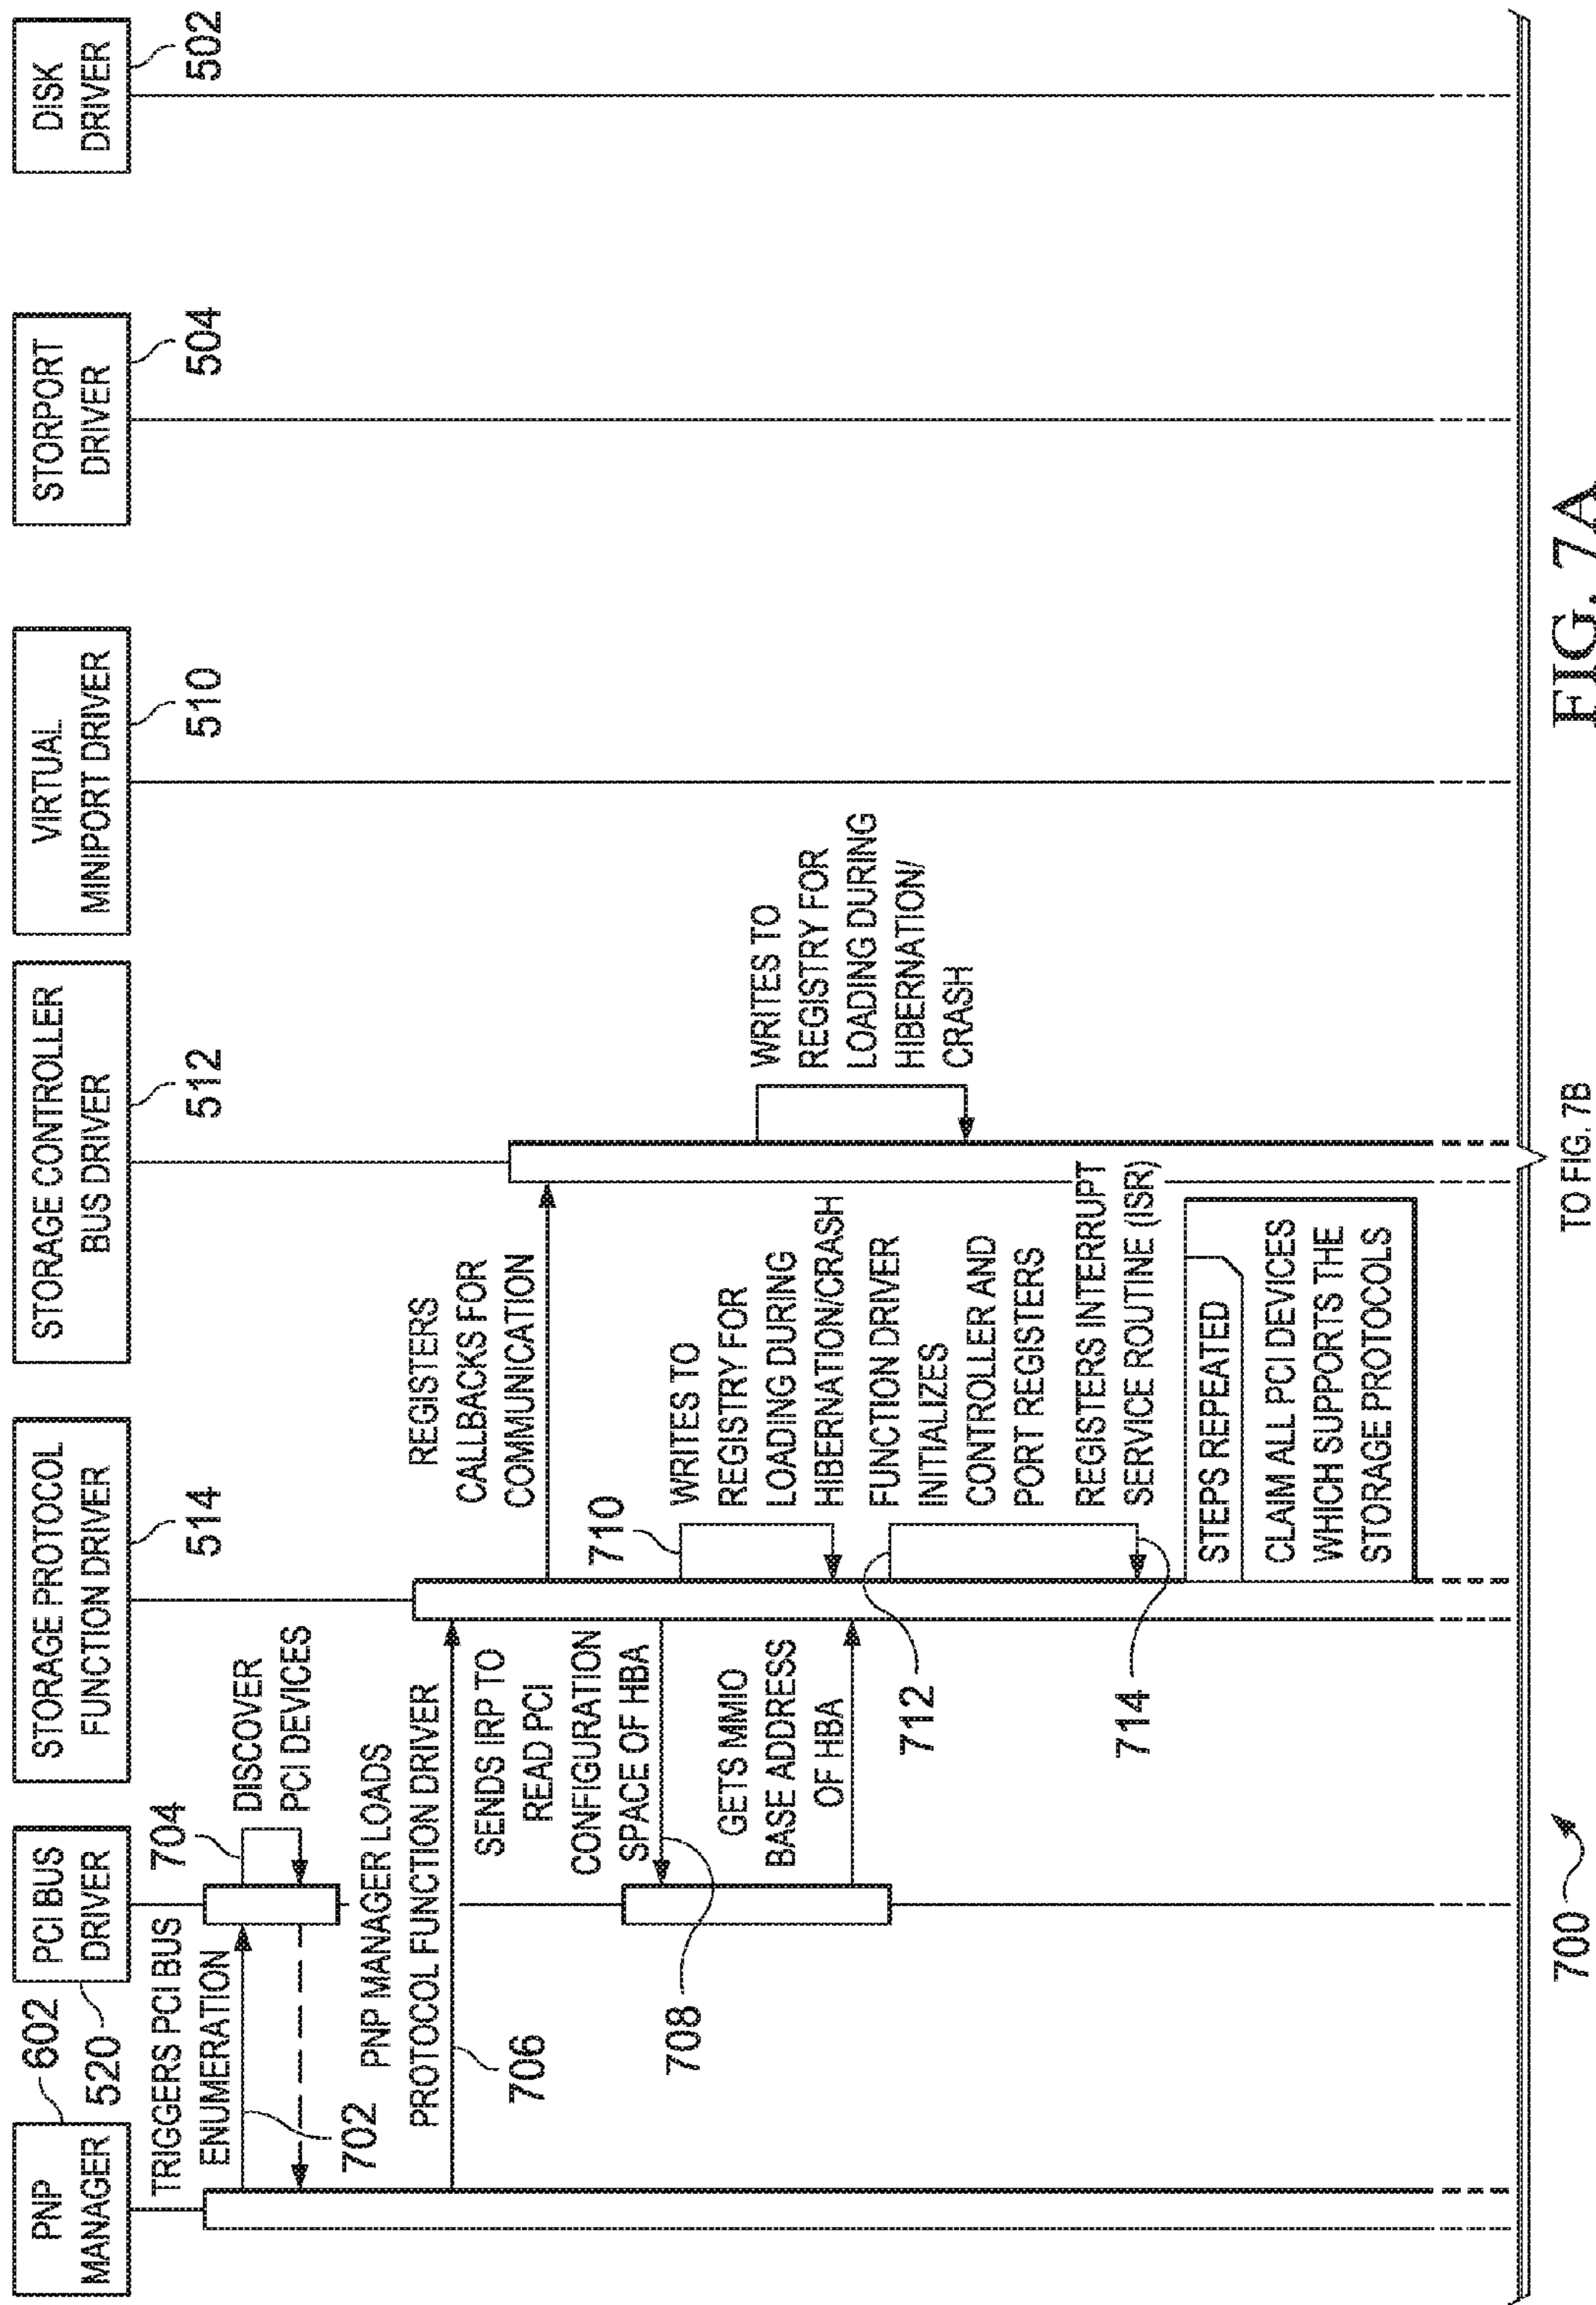 PNP
MANAGER
602
PCI BUS
DRIVER
520
STORAGE PROTOCOL
FUNCTION DRIVER
514
STORAGE CONTROLLER
BUS DRIVER
512
VIRTUAL
MINIPORT DRIVER
510
STORPORT
DRIVER
504
DISK
DRIVER
502
TRIGGERS PCI BUS
ENUMERATION
702
704
DISCOVER
PCI DEVICES
PNP MANAGER LOADS
PROTOCOL FUNCTION DRIVER
706
REGISTERS
CALLBACKS FOR
COMMUNICATION
SENDS IRP TO
READ PCI
CONFIGURATION
SPACE OF HBA
708
710
WRITES TO
REGISTRY FOR
LOADING DURING
HIBERNATION/CRASH
WRITES TO
REGISTRY FOR
LOADING DURING
HIBERNATION/
CRASH
GETS MMIO
BASE ADDRESS
OF HBA
FUNCTION DRIVER
INITIALIZES
CONTROLLER AND
PORT REGISTERS
712
REGISTERS INTERRUPT
SERVICE ROUTINE (ISR)
714
STEPS REPEATED
CLAIM ALL PCI DEVICES
WHICH SUPPORTS THE
STORAGE PROTOCOLS
700
TO FIG. 7B
FIG. 7A